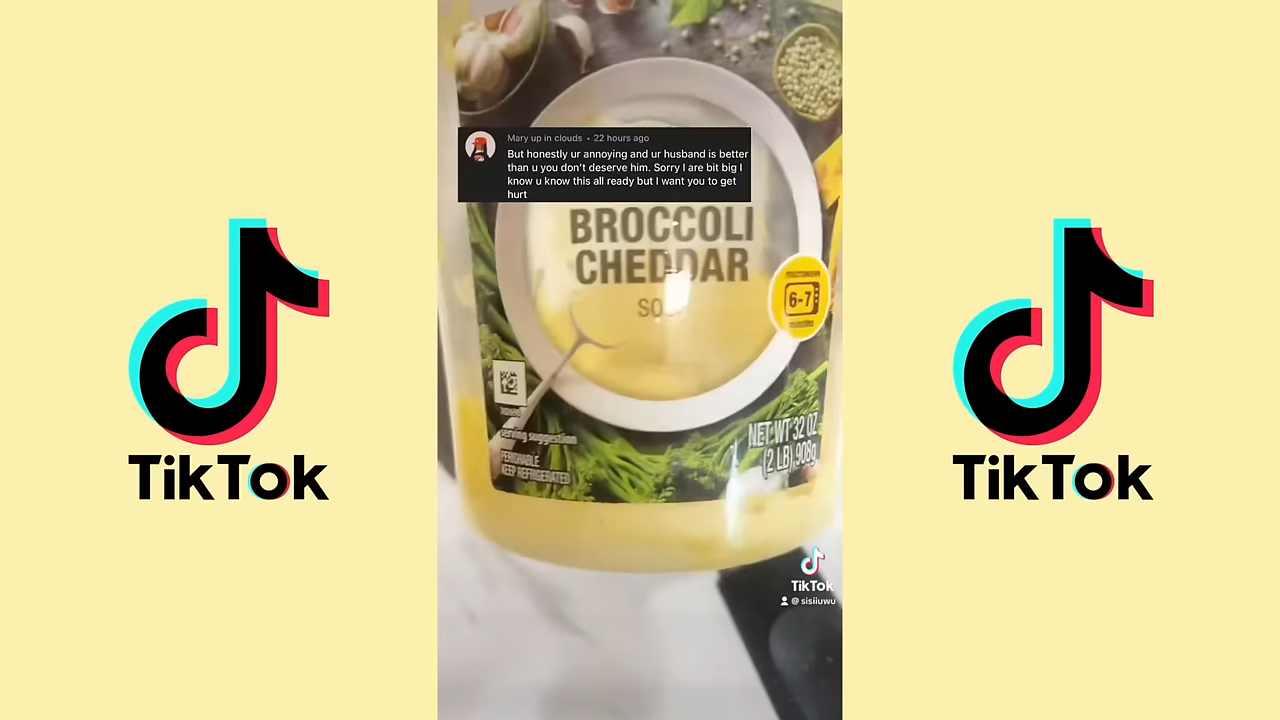 Mary up in clouds • 22 hours ago
But honestly ur annoying and ur husband is better
than u you don't deserve him. Sorry I are bit big I
know u know this all ready but I want you to get
hurt
BROCCOLI
CHEDDAR
6-7
serving suggestion
PERISHABLE
KEEP REFRIGERATED
NET WT 32 OZ
(2 LB) 908g
TikTok
TikTok
TikTok
@ sisiiuwu